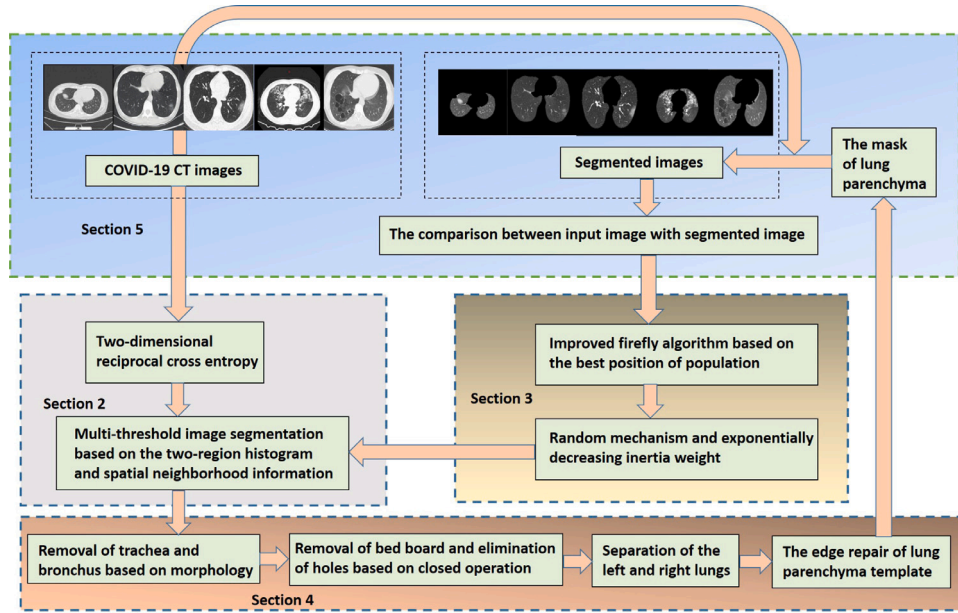 COVID-19 CT images
Segmented images
The mask
of lung
parenchyma
Section 5
The comparison between input image with segmented image
Two-dimensional
reciprocal cross entropy
Section 2
Multi-threshold image segmentation
based on the two-region histogram
and spatial neighborhood information
Improved firefly algorithm based on
the best position of population
Section 3
Random mechanism and exponentially
decreasing inertia weight
Removal of trachea and
bronchus based on morphology
Removal of bed board and elimination
of holes based on closed operation
Separation of the
left and right lungs
The edge repair of lung
parenchyma template
Section 4